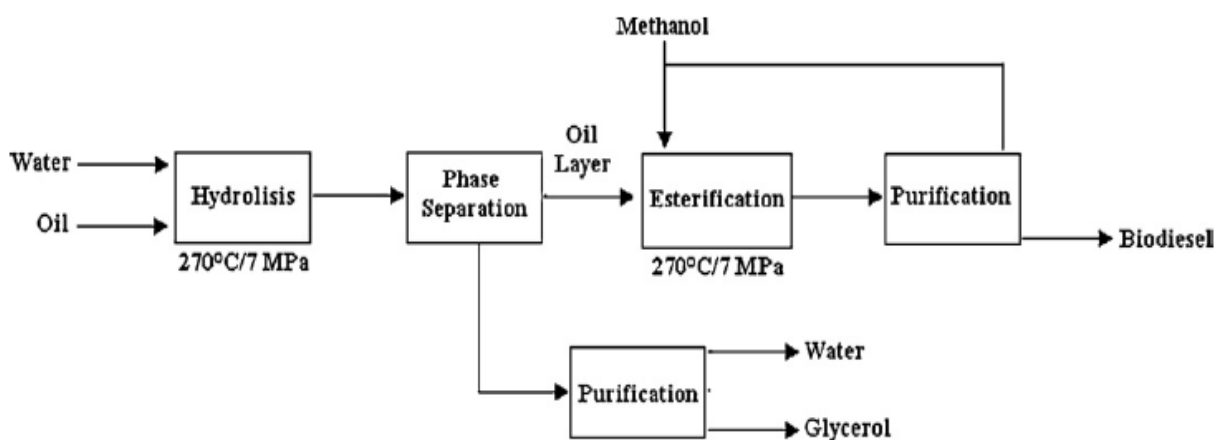 Methanol
Water
Oil
Hydrolisis
270°C/7 MPa
Phase
Separation
Oil
Layer
Esterification
270°C/7 MPa
Purification
Biodiesel
Purification
Water
Glycerol